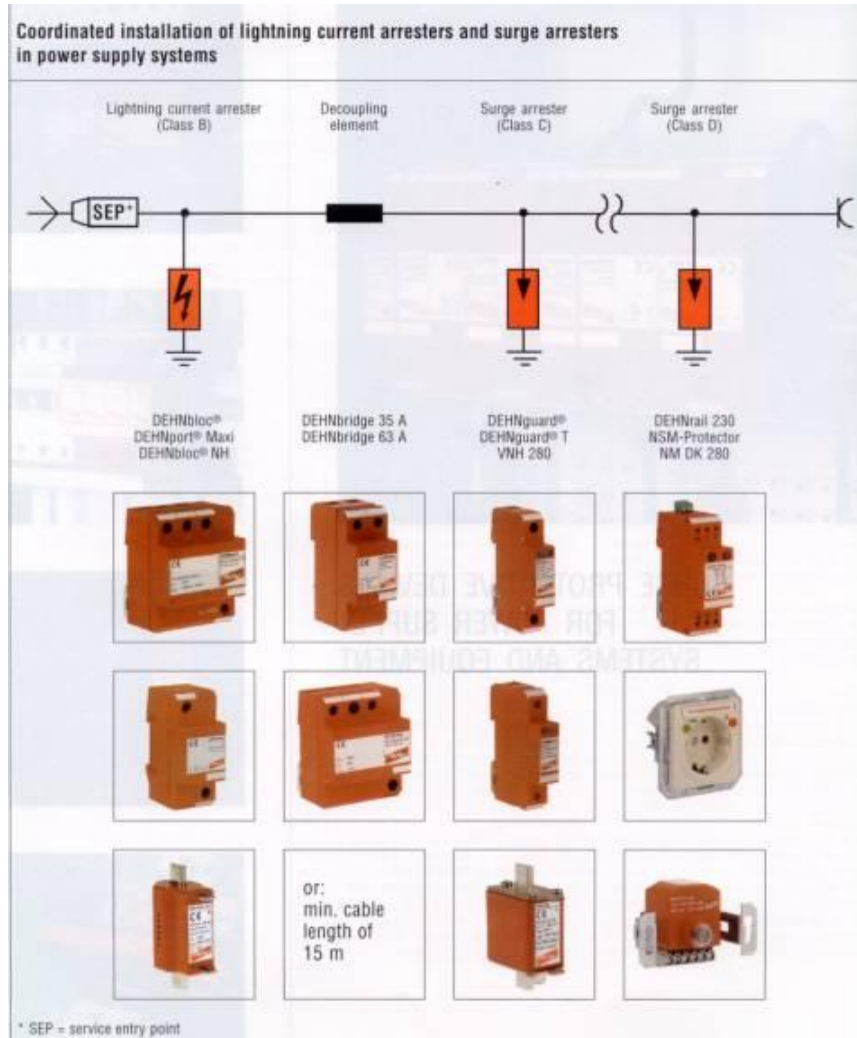 Coordinated installation of lightning current arresters and surge arresters
in power supply systems
Lightning current arrester
(Class B)
Decoupling
element
Surge arrester
(Class C)
Surge arrester
(Class D)
SEP*
DEHNbloc®
DEHNport® Maxi
DEHNbloc® NH
DEHNbridge 35 A
DEHNbridge 63 A
DEHNguard®
DEHNguard® T
VNH 280
DEHNrail 230
NSM-Protector
NM DK 280
or:
min. cable
length of
15 m
* SEP = service entry point